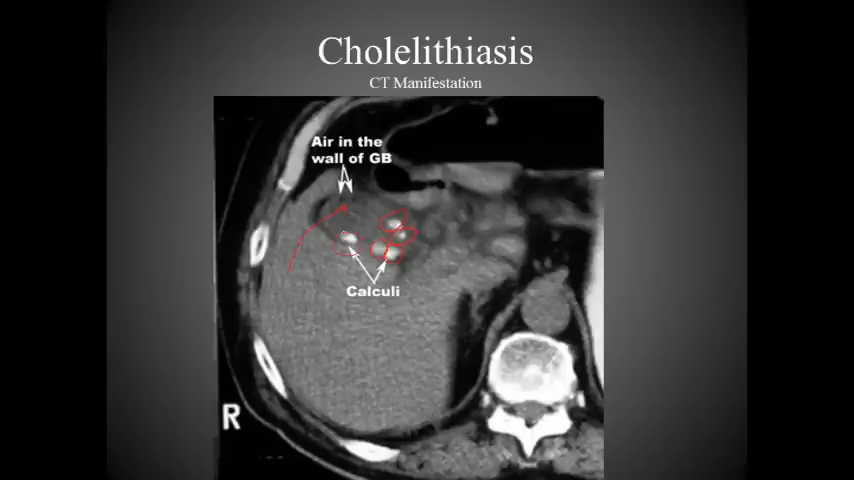 Cholelithiasis
CT Manifestation
Air in the
wall of GB
Calculi
R